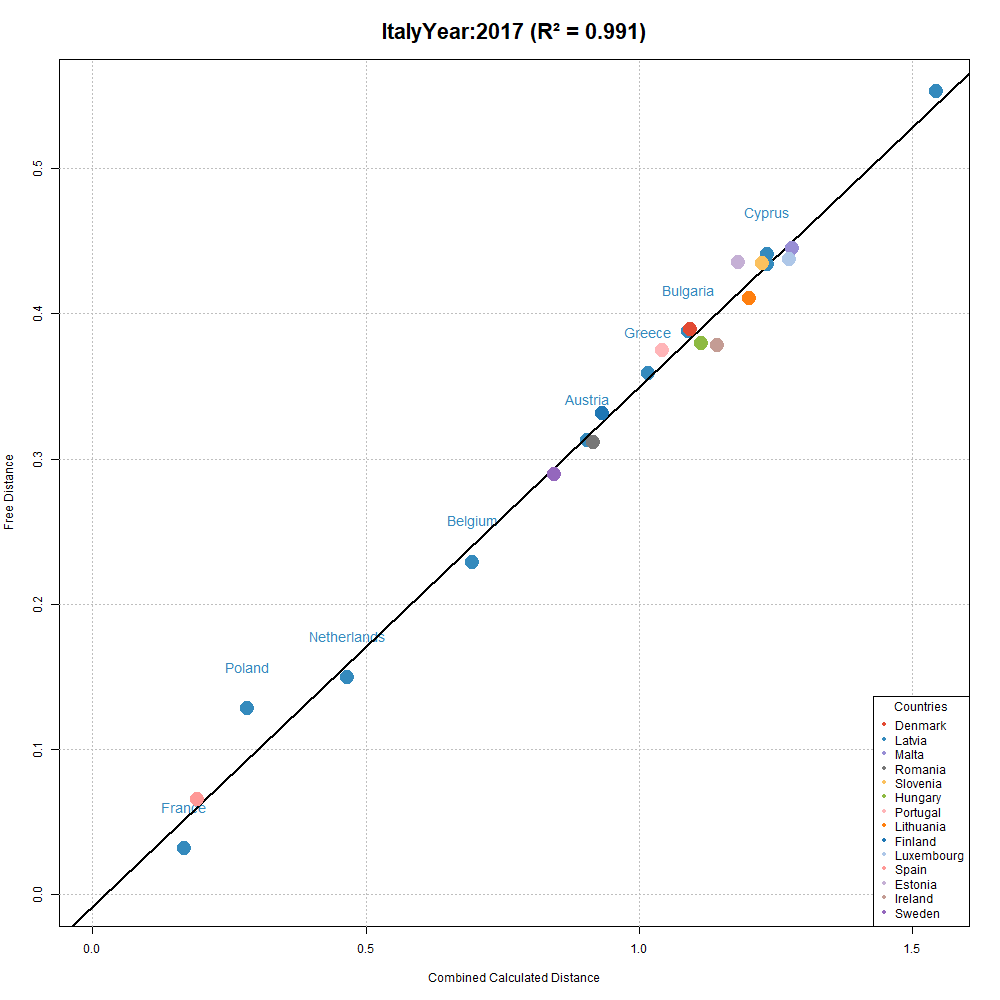 ItalyYear:2017 (R² = 0.991)
Free Distance
0.5
0.4
0.3
0.2
0.1
0.0
Cyprus
Bulgaria
Greece
Austria
Belgium
Netherlands
Poland
France
Countries
Denmark
Latvia
Malta
Romania
Slovenia
Hungary
Portugal
Lithuania
Finland
Luxembourg
Spain
Estonia
Ireland
Sweden
0.0 0.5 1.0 1.5
Combined Calculated Distance